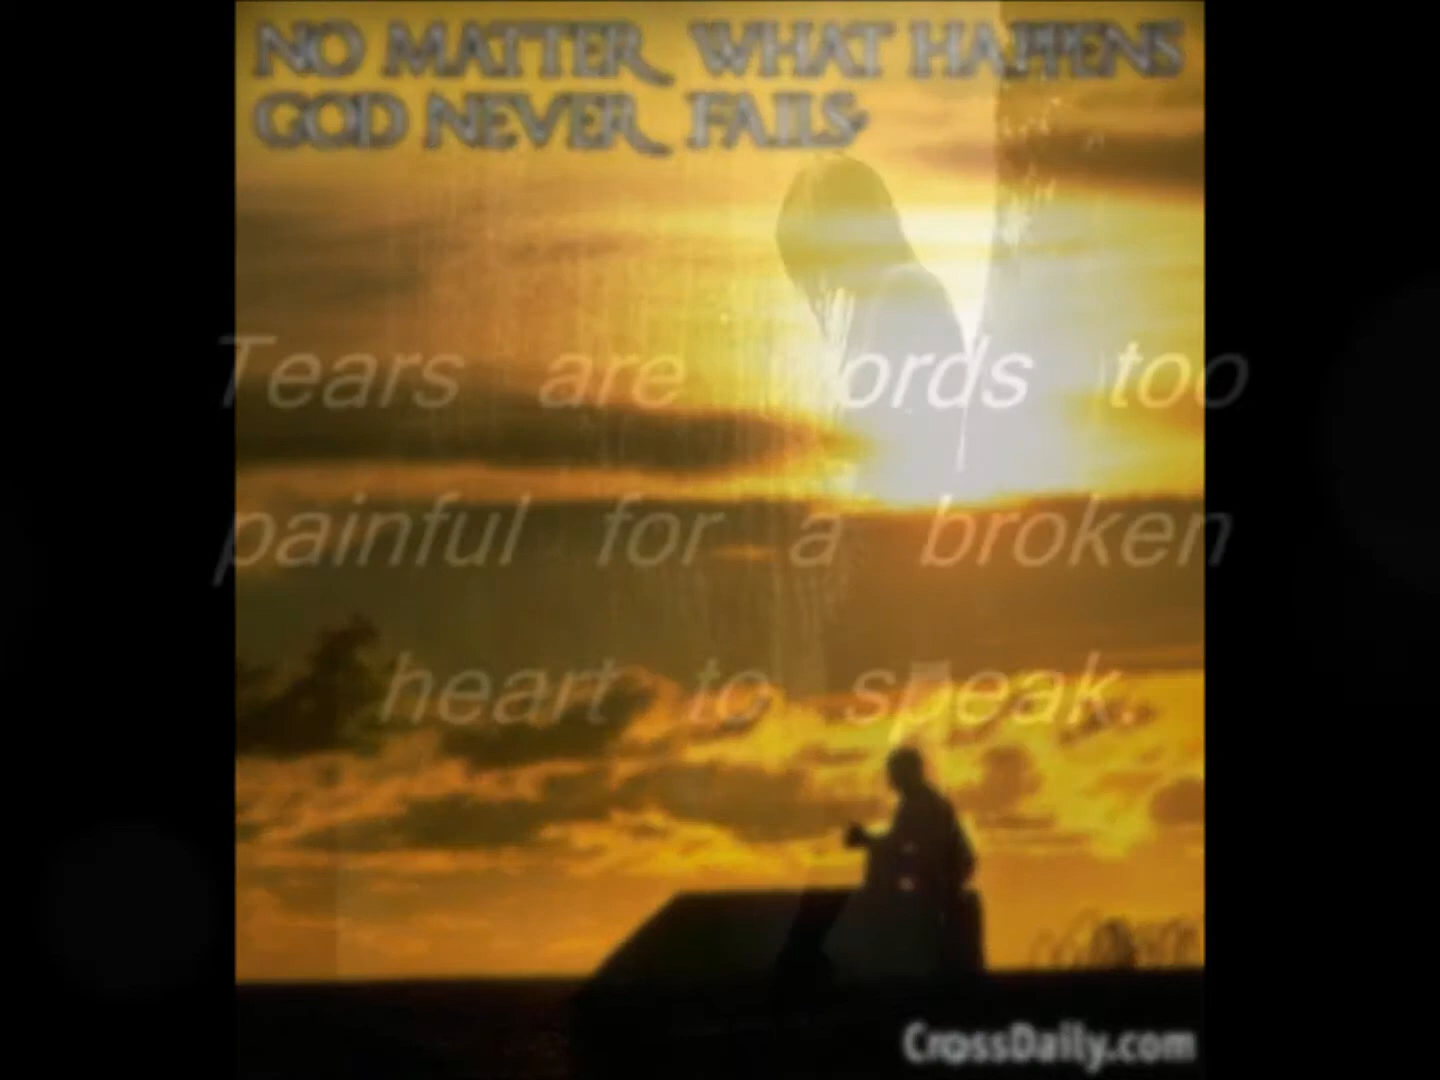 NO MATTER WHAT HAPPENS
GOD NEVER FAILS
Tears are words too
painful for a broken
heart to speak.
CrossDaily.com